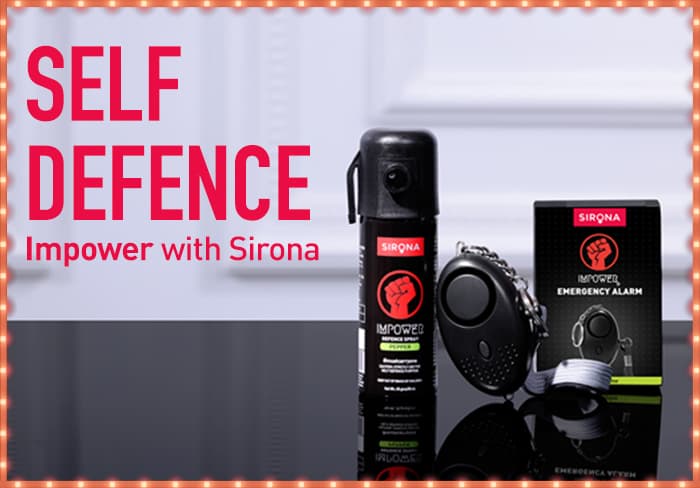 SELF
DEFENCE
Impower with Sirona
SIRONA
IMPOWER
DEFENCE SPRAY
PEPPER
SIRONA
IMPOWER
EMERGENCY ALARM